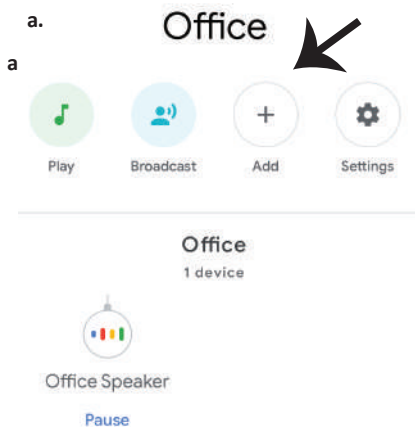 a.
Office
a
Play Broadcast Add Settings
Office
1 device
Office Speaker
Pause